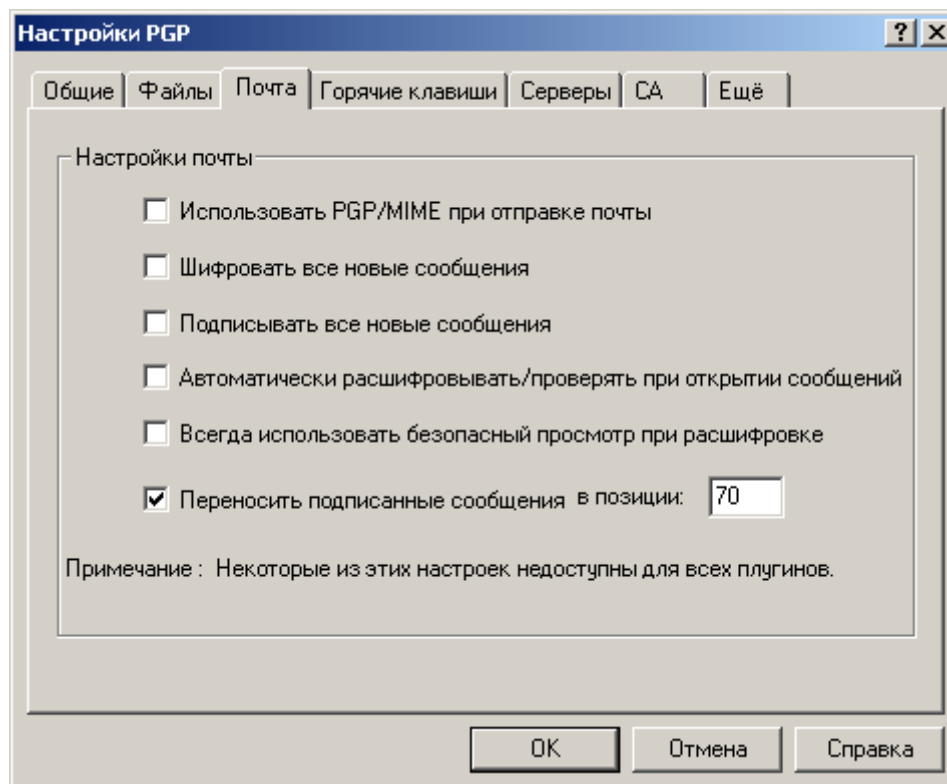 Настройки PGP
Общие Файлы Почта Горячие клавиши Серверы CA Ещё
Настройки почты
Использовать PGP/MIME при отправке почты
Шифровать все новые сообщения
Подписывать все новые сообщения
Автоматически расшифровывать/проверять при открытии сообщений
Всегда использовать безопасный просмотр при расшифровке
Переносить подписанные сообщения в позиции: 70
Примечание : Некоторые из этих настроек недоступны для всех плугинов.
OK Отмена Справка